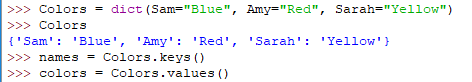 >>> Colors = dict(Sam="Blue", Amy="Red", Sarah="Yellow")
>>> Colors
{'Sam': 'Blue', 'Amy': 'Red', 'Sarah': 'Yellow'}
>>> names = Colors.keys()
>>> colors = Colors.values()